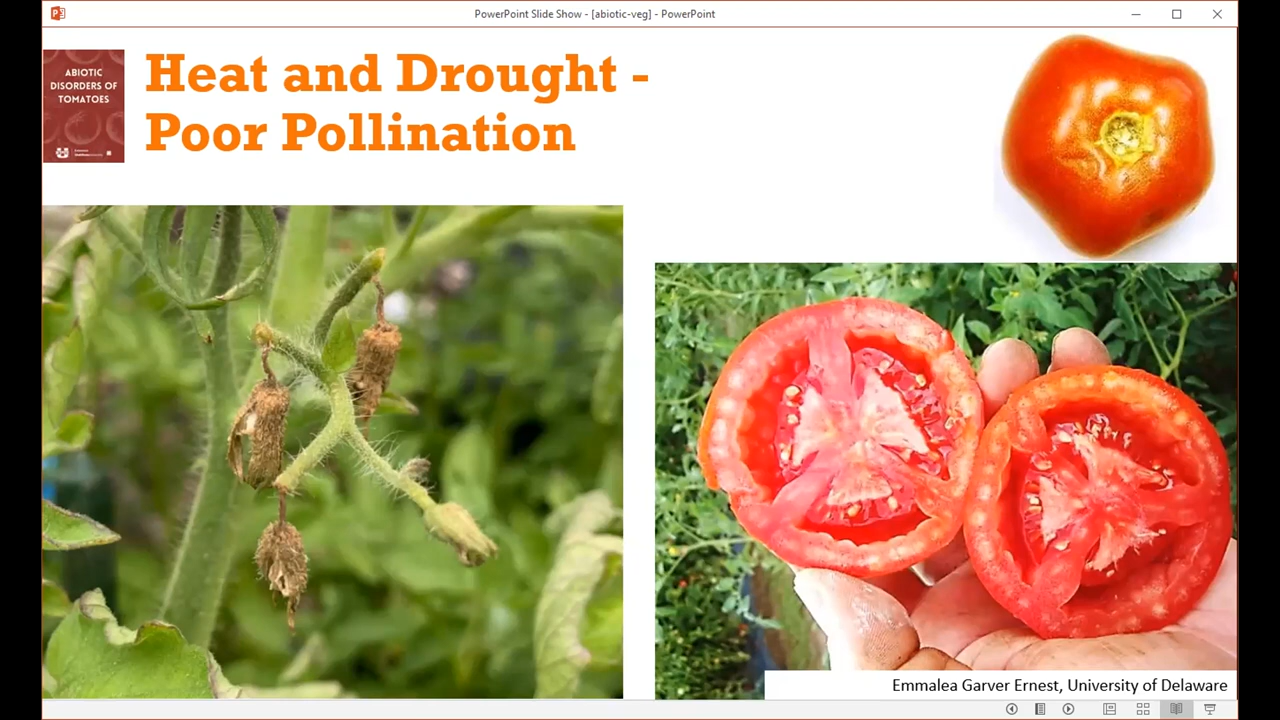 PowerPoint Slide Show - [abiotic-veg] - PowerPoint
ABIOTIC
DISORDERS OF
TOMATOES
Heat and Drought -
Poor Pollination
Emmalea Garver Ernest, University of Delaware